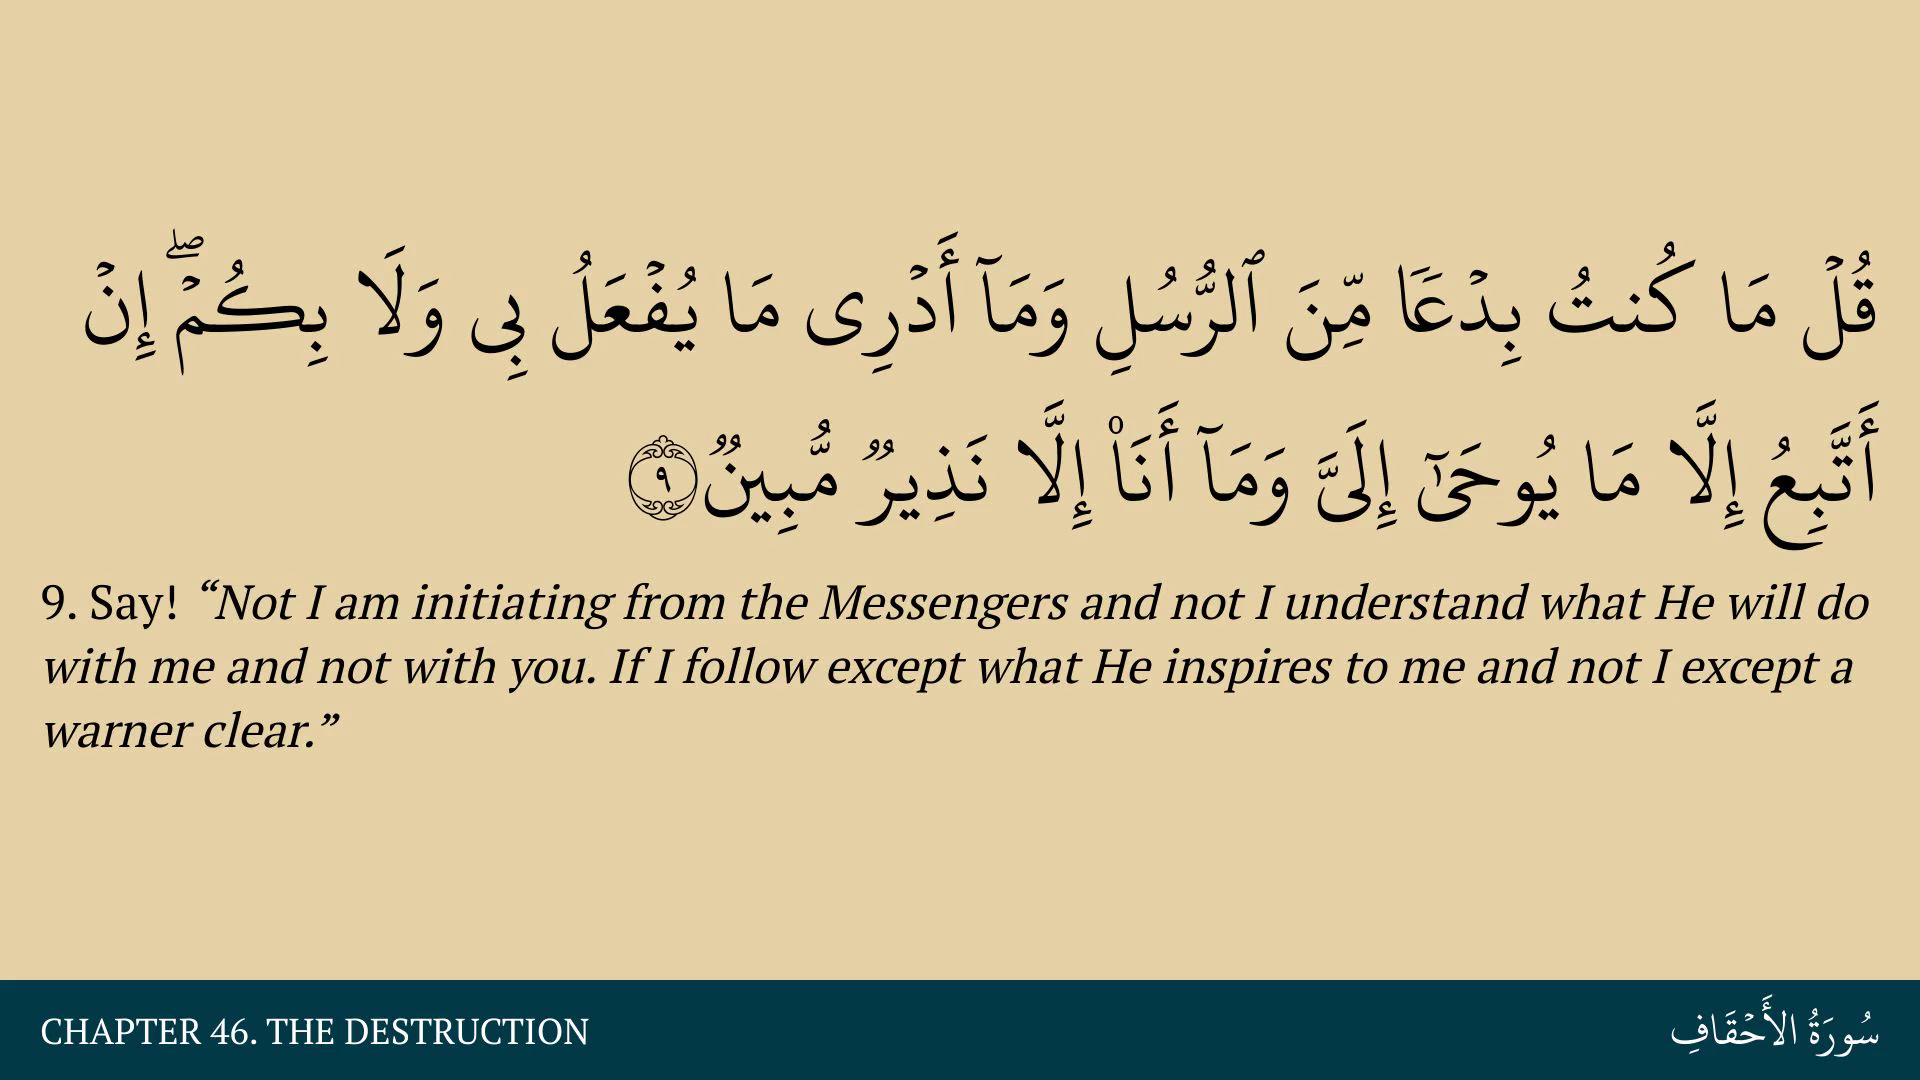 قُلۡ مَا كُنتُ بِدۡعٗا مِّنَ ٱلرُّسُلِ وَمَآ أَدۡرِى مَا يُفۡعَلُ بِى وَلَا بِكُمۡۖ إِنۡ
أَتَّبِعُ إِلَّا مَا يُوحَىٰٓ إِلَىَّ وَمَآ أَنَا۠ إِلَّا نَذِيرٞ مُّبِينٞ ٩
9. Say! “Not I am initiating from the Messengers and not I understand what He will do
with me and not with you. If I follow except what He inspires to me and not I except a
warner clear.”
CHAPTER 46. THE DESTRUCTION
سُورَةُ الأَحۡقَافِ